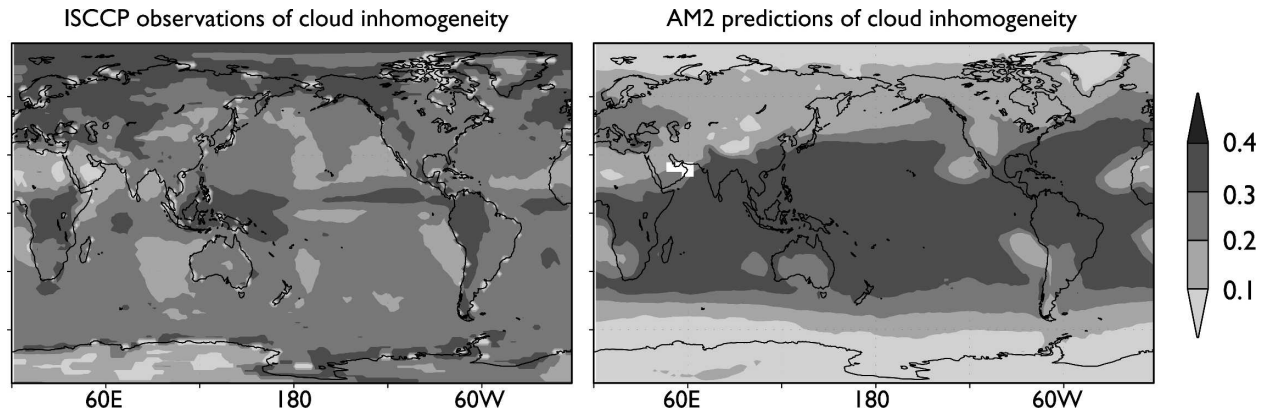 ISCCP observations of cloud inhomogeneity
AM2 predictions of cloud inhomogeneity
0.4
0.3
0.2
0.1
60E
180
60W
60E
180
60W